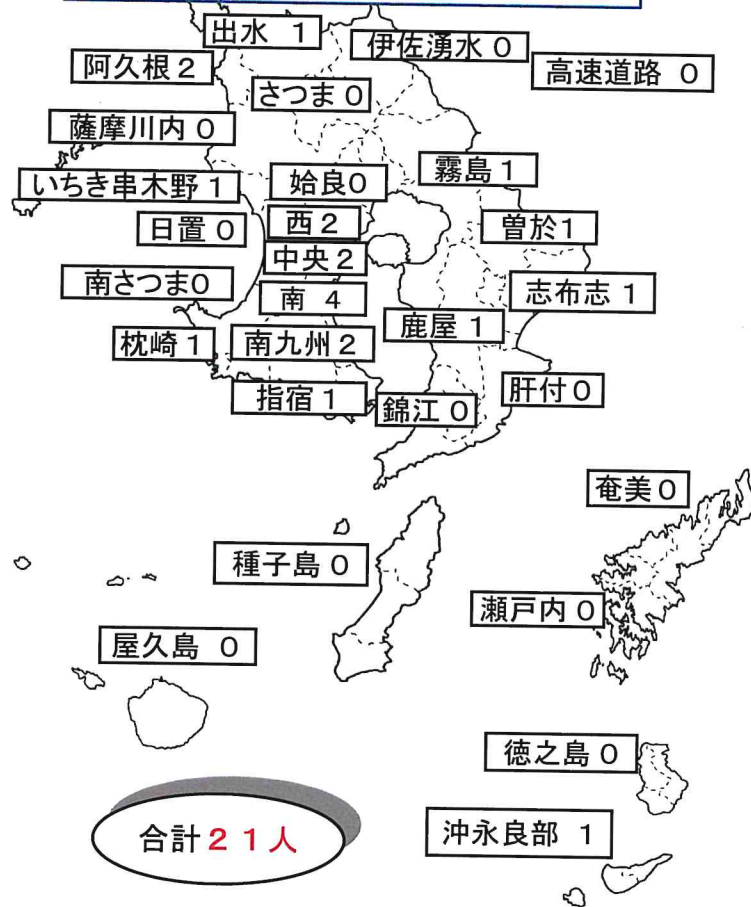 出水 1
伊佐湧水 0
阿久根 2
高速道路 0
さつま 0
薩摩川内 0
霧島 1
いちき串木野 1
姶良0
西 2
日置 0
曽於 1
中央 2
南さつま0
南 4
志布志 1
鹿屋 1
枕崎 1
南九州 2
肝付 0
指宿 1
錦江 0
奄美 0
種子島 0
瀬戸内 0
屋久島 0
徳之島 0
合計 21人
沖永良部 1